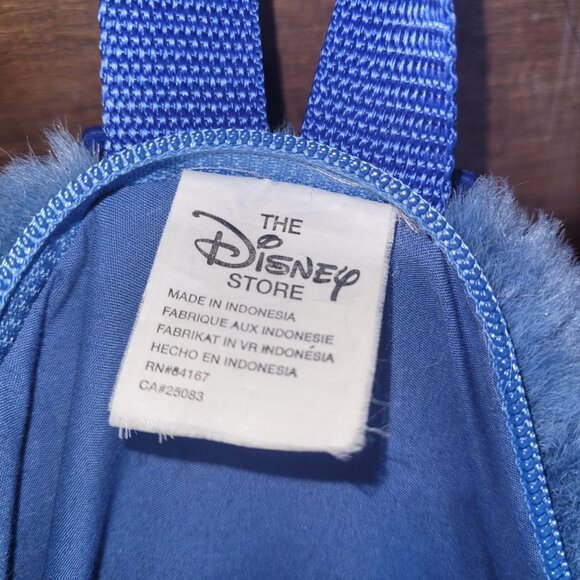 THE
Disney
STORE
MADE IN INDONESIA
FABRIQUE AUX INDONESIE
FABRIKAT IN VR INDONÉSIA
HECHO EN INDONESIA
RN#64167
CA#25083